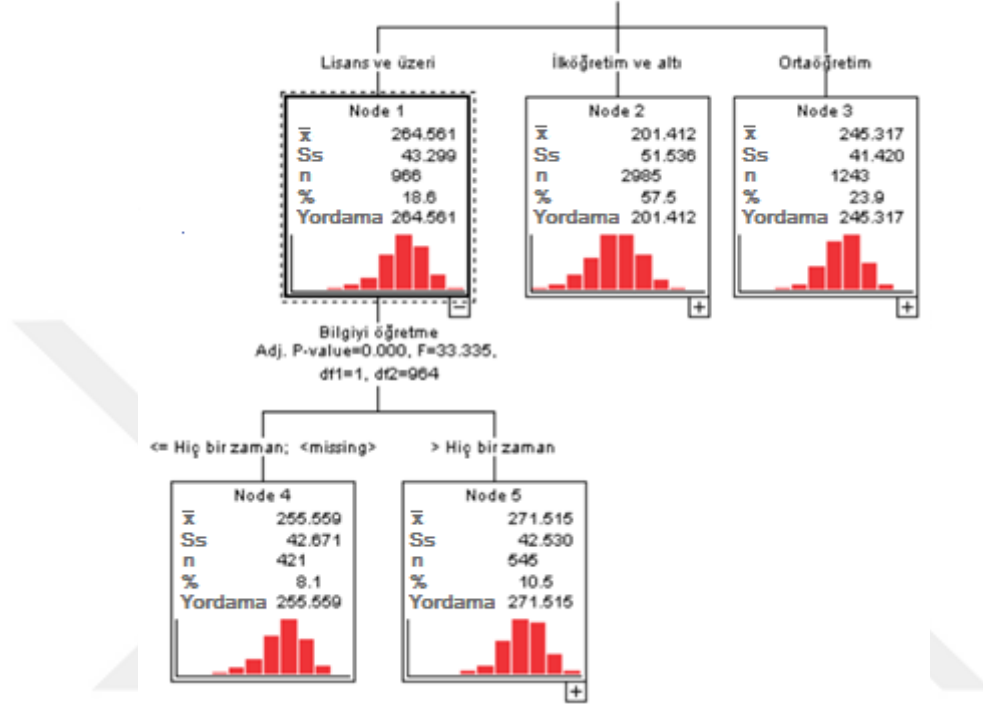 Lisans ve üzeri
İlköğretim ve altı
Ortaöğretim
Node 1
x̅ 264.561
Ss 43.299
n 966
% 18.6
Yordama 264.561
Node 2
x̅ 201.412
Ss 51.536
n 2985
% 57.5
Yordama 201.412
Node 3
x̅ 245.317
Ss 41.420
n 1243
% 23.9
Yordama 245.317
Bilgiyi öğretme
Adj. P-value=0.000, F=33.335,
df1=1, df2=964
<= Hiç bir zaman; <missing>
> Hiç bir zaman
Node 4
x̅ 255.559
Ss 42.671
n 421
% 8.1
Yordama 255.559
Node 5
x̅ 271.515
Ss 42.530
n 545
% 10.5
Yordama 271.515